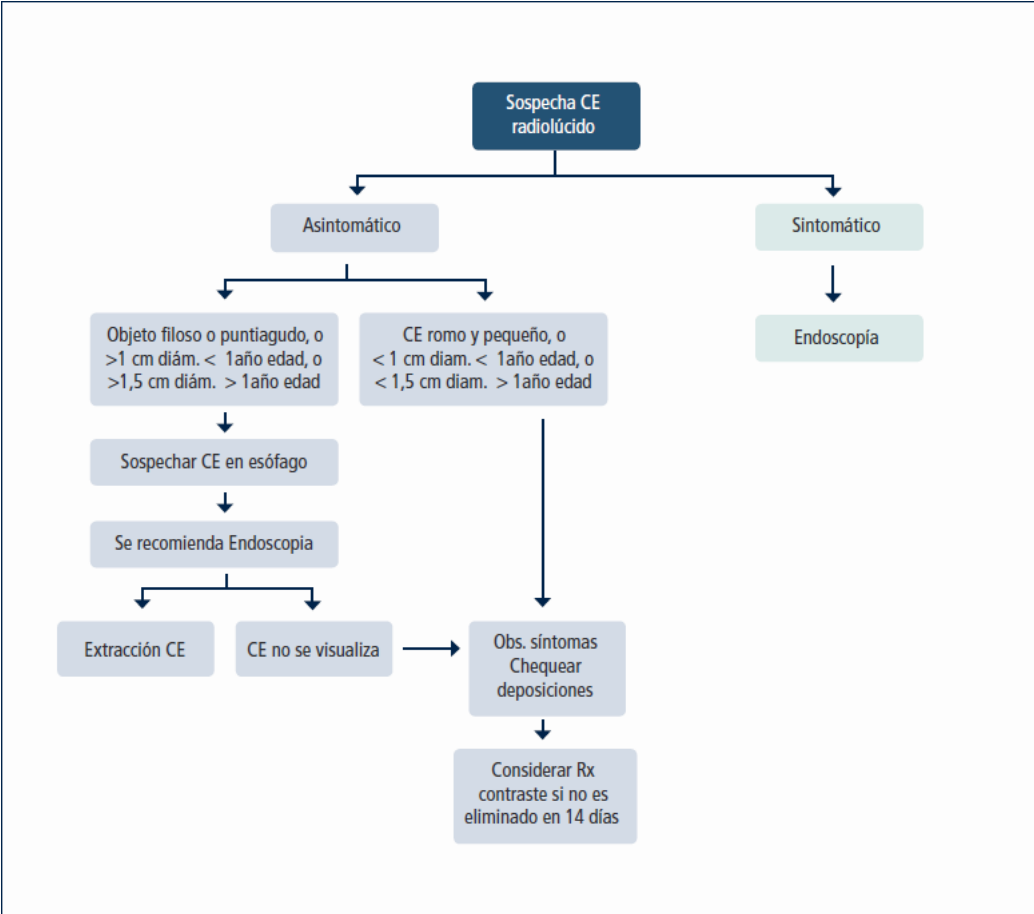 Sospecha CE
radiolúcido
Asintomático
Sintomático
Objeto filoso o puntiagudo, o
>1 cm diám. < 1año edad, o
>1,5 cm diám. > 1año edad
CE romo y pequeño, o
< 1 cm diam. < 1año edad, o
< 1,5 cm diam. > 1año edad
Endoscopía
Sospechar CE en esófago
Se recomienda Endoscopia
Extracción CE
CE no se visualiza
Obs. síntomas
Chequear
deposiciones
Considerar Rx
contraste si no es
eliminado en 14 días